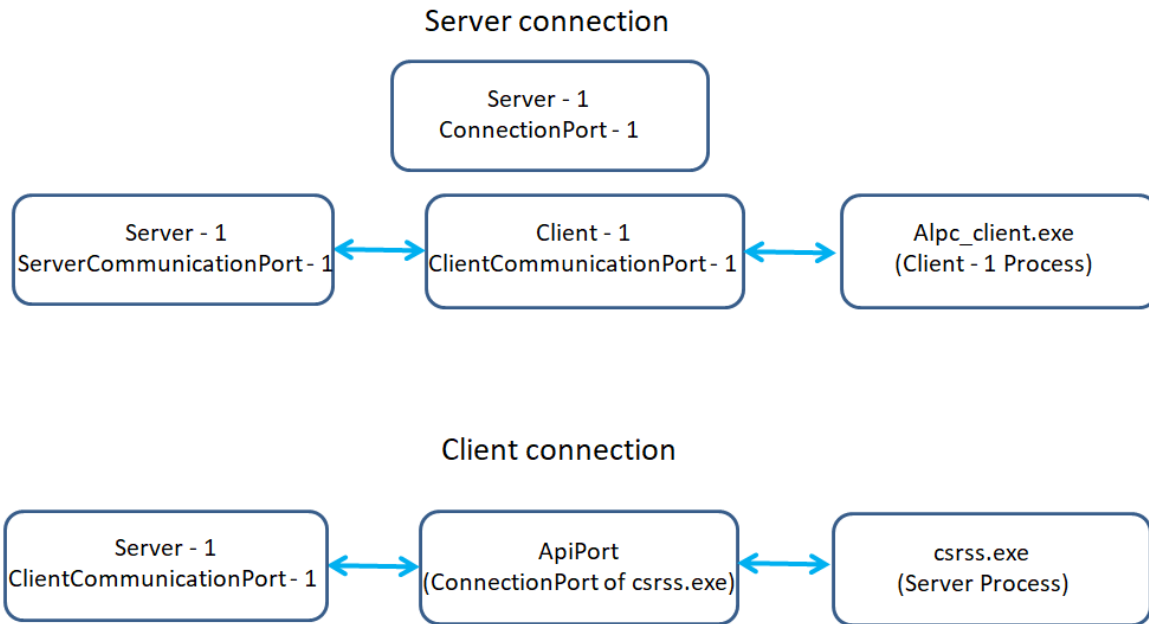 Server connection
Server - 1
ConnectionPort - 1
Server - 1
ServerCommunicationPort - 1
Client - 1
ClientCommunicationPort - 1
Alpc_client.exe
(Client - 1 Process)
Client connection
Server - 1
ClientCommunicationPort - 1
ApiPort
(ConnectionPort of csrss.exe)
csrss.exe
(Server Process)